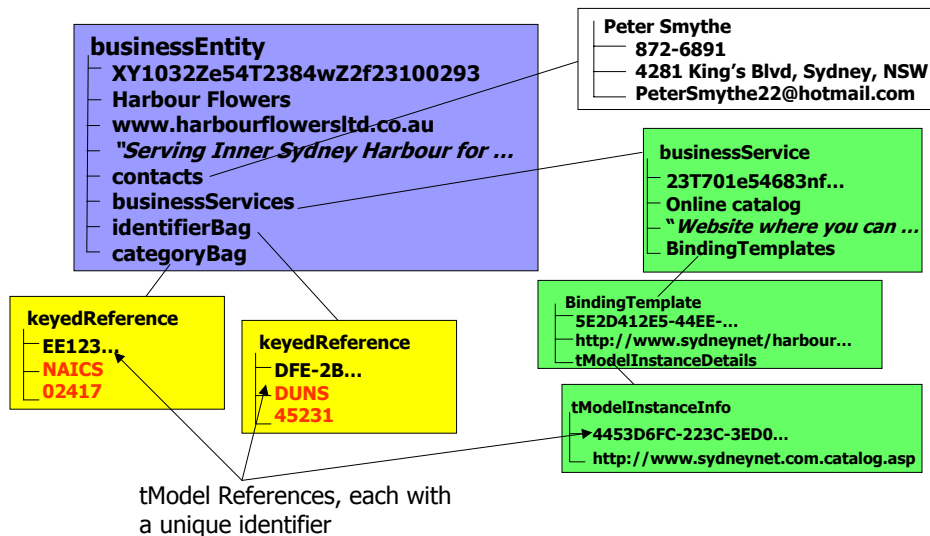 businessEntity
XY1032Ze54T2384wZ2f23100293
Harbour Flowers
www.harbourflowersltd.co.au
"Serving Inner Sydney Harbour for ...
contacts
businessServices
identifierBag
categoryBag
Peter Smythe
872-6891
4281 King's Blvd, Sydney, NSW
PeterSmythe22@hotmail.com
businessService
23T701e54683nf...
Online catalog
"Website where you can ...
BindingTemplates
BindingTemplate
5E2D412E5-44EE-...
http://www.sydneynet/harbour...
tModelInstanceDetails
tModelInstanceInfo
4453D6FC-223C-3ED0...
http://www.sydneynet.com.catalog.asp
keyedReference
EE123...
NAICS
02417
keyedReference
DFE-2B...
DUNS
45231
tModel References, each with
a unique identifier